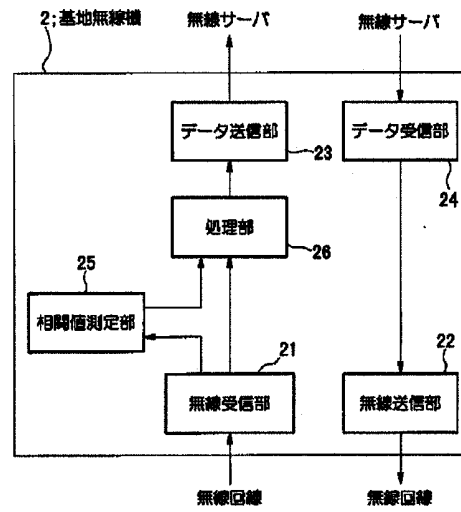 2;基地無線機
無線サーバ
無線サーバ
データ送信部
23
データ受信部
24
処理部
26
25
相関値測定部
21
無線受信部
22
無線送信部
無線回線
無線回線